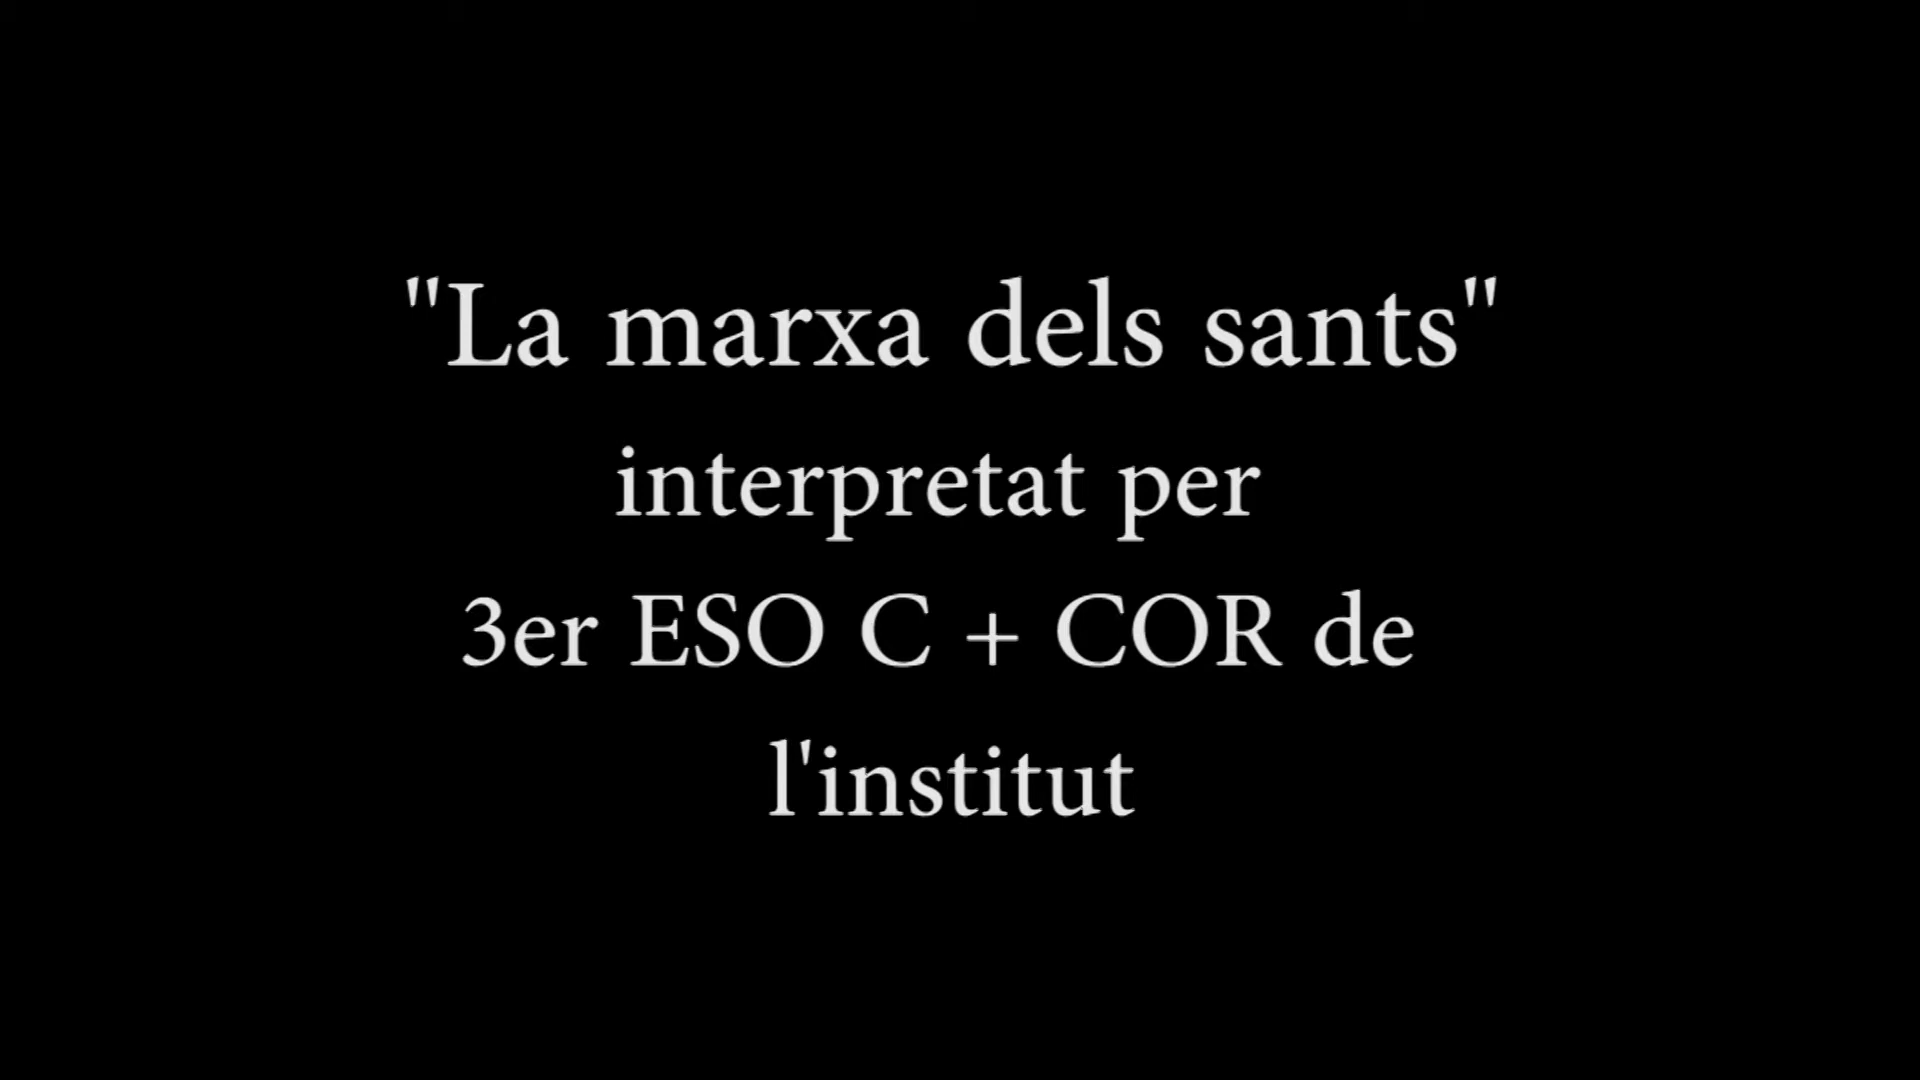 "La marxa dels sants"
interpretat per
3er ESO C + COR de
l'institut